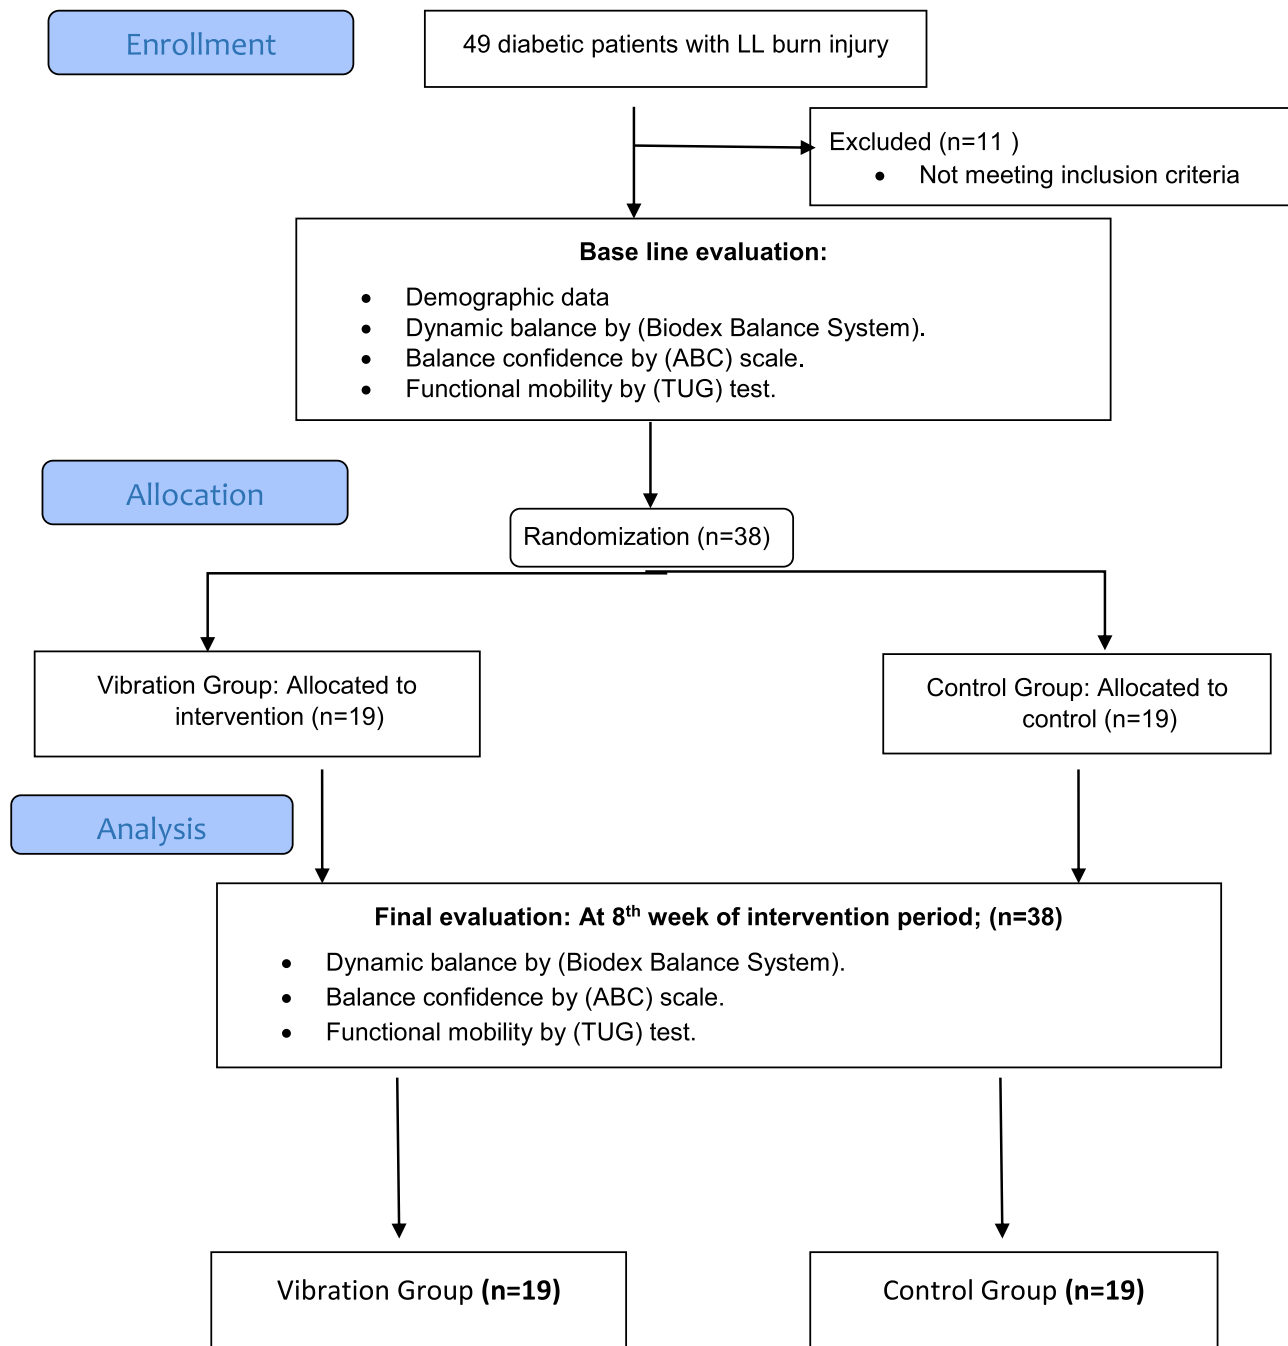 Enrollment
49 diabetic patients with LL burn injury
Excluded (n=11 )
• Not meeting inclusion criteria
Base line evaluation:
• Demographic data
• Dynamic balance by (Biodex Balance System).
• Balance confidence by (ABC) scale.
• Functional mobility by (TUG) test.
Allocation
Randomization (n=38)
Vibration Group: Allocated to
intervention (n=19)
Control Group: Allocated to
control (n=19)
Analysis
Final evaluation: At 8th week of intervention period; (n=38)
• Dynamic balance by (Biodex Balance System).
• Balance confidence by (ABC) scale.
• Functional mobility by (TUG) test.
Vibration Group (n=19)
Control Group (n=19)